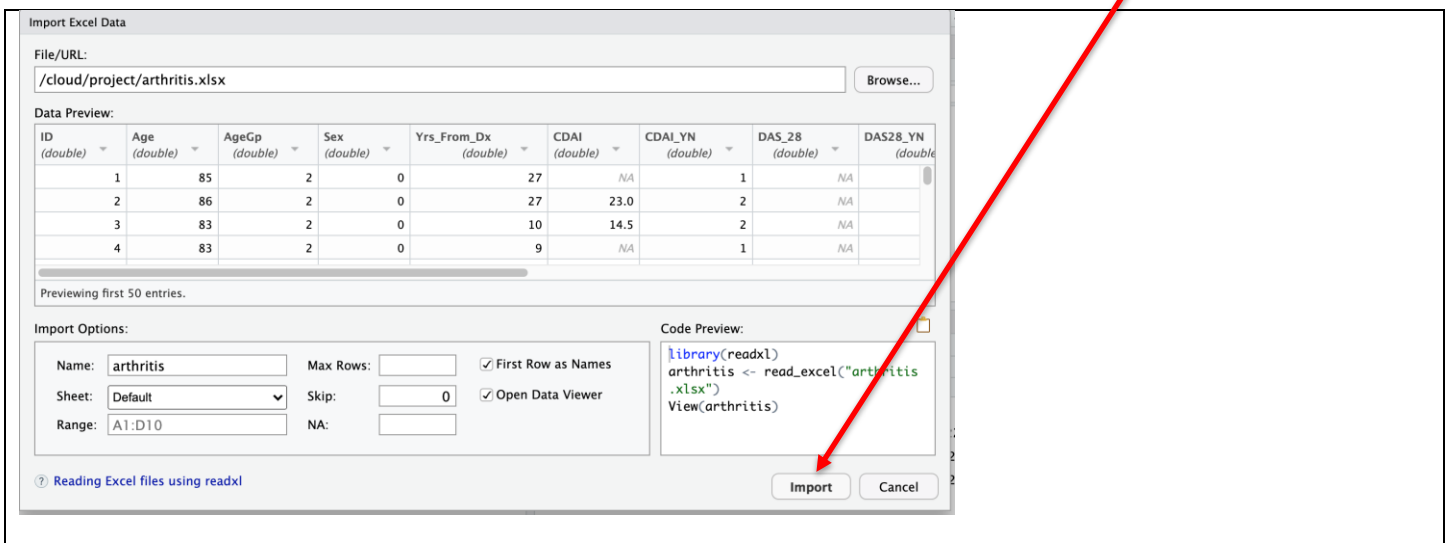 Import Excel Data
File/URL:
/cloud/project/arthritis.xlsx Browse...
Data Preview:
ID Age AgeGp Sex Yrs_From_Dx CDAI CDAI_YN DAS_28 DAS28_YN
(double) (double) (double) (double) (double) (double) (double) (double) (double
1 85 2 0 27 NA 1 NA
2 86 2 0 27 23.0 2 NA
3 83 2 0 10 14.5 2 NA
4 83 2 0 9 NA 1 NA
Previewing first 50 entries.
Import Options: Code Preview:
Name: arthritis Max Rows: First Row as Names
Sheet: Default Skip: 0 Open Data Viewer
Range: A1:D10 NA:
library(readxl)
arthritis <- read_excel("arthritis
.xlsx")
View(arthritis)
? Reading Excel files using readxl Import Cancel